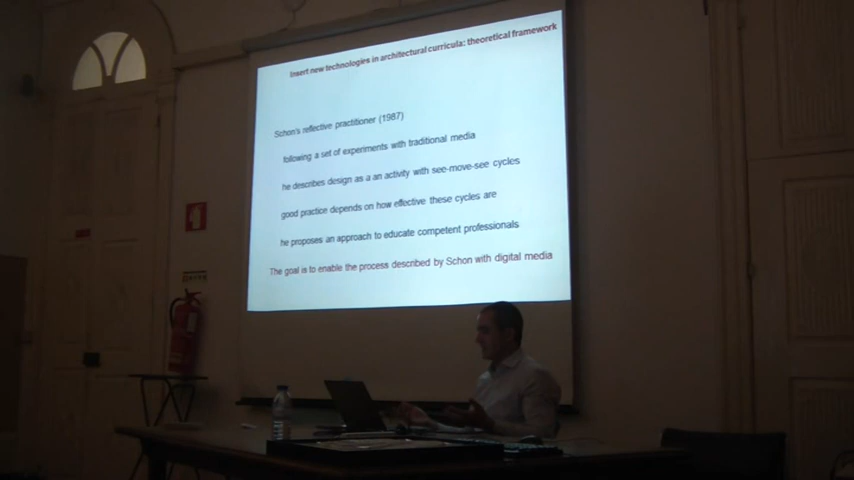 Insert new technologies in architectural curricula: theoretical framework
Schon's reflective practitioner (1987)
following a set of experiments with traditional media
he describes design as a an activity with see-move-see cycles
good practice depends on how effective these cycles are
he proposes an approach to educate competent professionals
The goal is to enable the process described by Schon with digital media